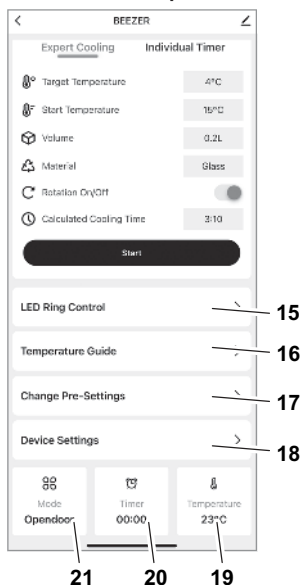 BEEZER
Expert Cooling Individual Timer
Target Temperature 4°C
Start Temperature 15°C
Volume 0.2L
Material Glass
Rotation On/Off
Calculated Cooling Time 3:10
Start
LED Ring Control 15
Temperature Guide 16
Change Pre-Settings 17
Device Settings 18
Mode Timer Temperature
Opendoor 00:00 23°C
21 20 19